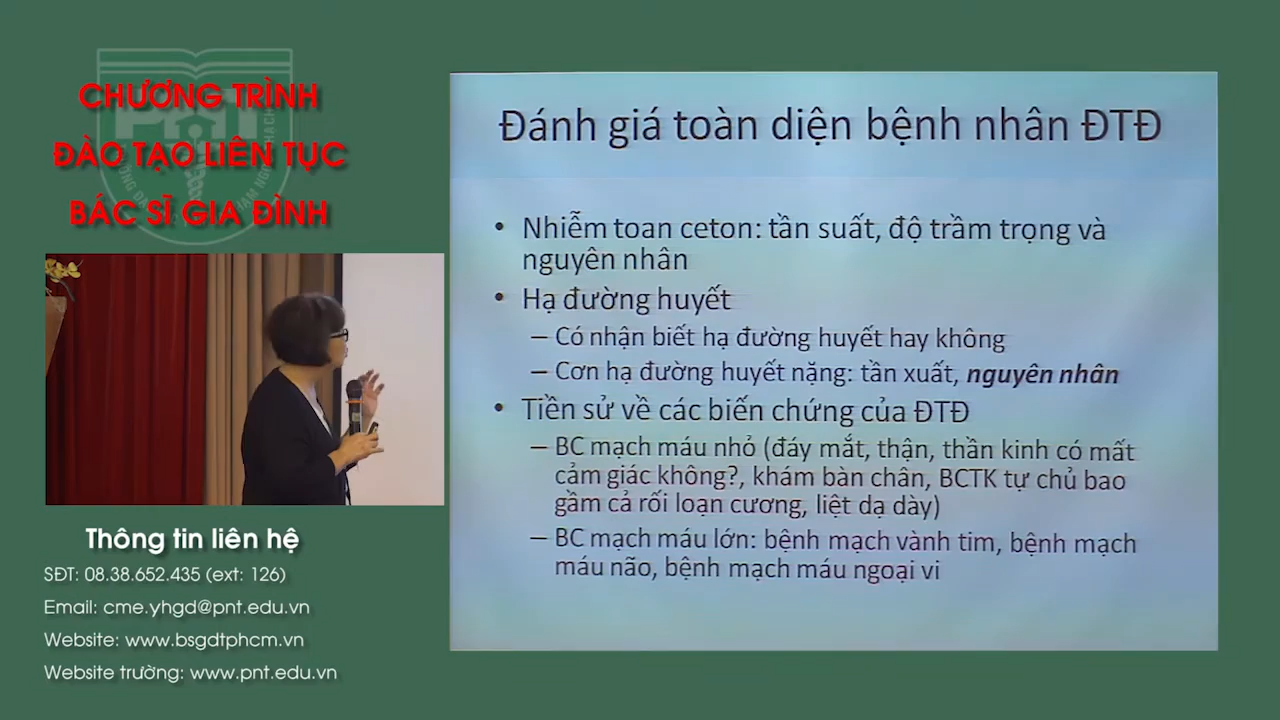 CHƯƠNG TRÌNH
ĐÀO TẠO LIÊN TỤC
BÁC SĨ GIA ĐÌNH
Thông tin liên hệ
SĐT: 08.38.652.435 (ext: 126)
Email: cme.yhgd@pnt.edu.vn
Website: www.bsgdtphcm.vn
Website trường: www.pnt.edu.vn
Đánh giá toàn diện bệnh nhân ĐTĐ
• Nhiễm toan ceton: tần suất, độ trầm trọng và
nguyên nhân
• Hạ đường huyết
– Có nhận biết hạ đường huyết hay không
– Cơn hạ đường huyết nặng: tần xuất, nguyên nhân
• Tiền sử về các biến chứng của ĐTĐ
– BC mạch máu nhỏ (đáy mắt, thận, thần kinh có mất
cảm giác không?, khám bàn chân, BCTK tự chủ bao
gồm cả rối loạn cương, liệt dạ dày)
– BC mạch máu lớn: bệnh mạch vành tim, bệnh mạch
máu não, bệnh mạch máu ngoại vi